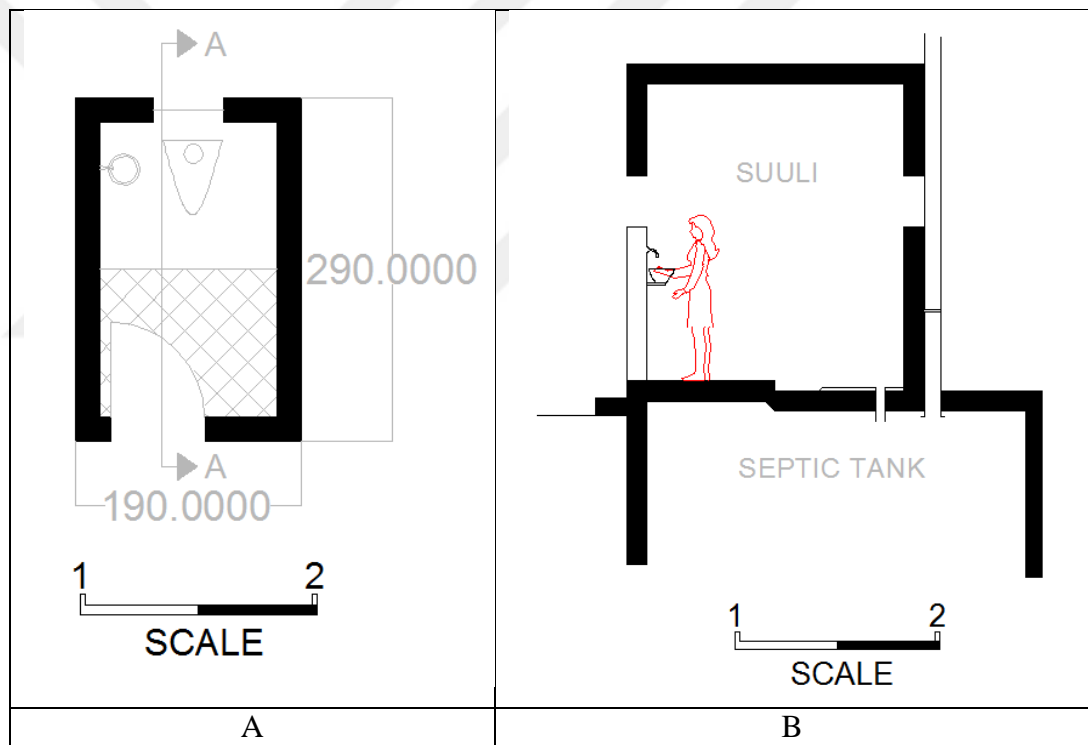 A
290.0000
A
190.0000
1 2
SCALE
A
SUULI
SEPTIC TANK
1 2
SCALE
B